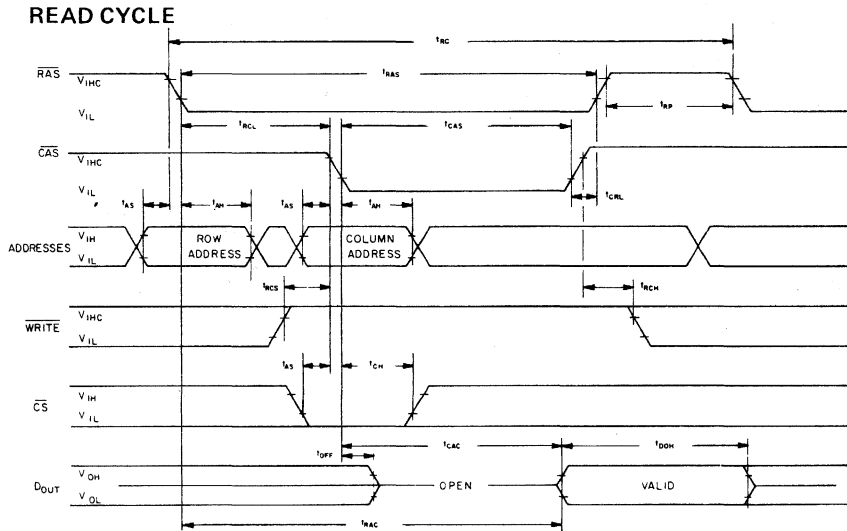 READ CYCLE
tRC
RAS
VIHC
VIL
tRAS
tRP
tRCL
tCAS
CAS
VIHC
VIL
tCRL
tAS
tAH
tAS
tAH
ADDRESSES
VIH
VIL
ROW
ADDRESS
COLUMN
ADDRESS
tRCS
tRCH
WRITE
VIHC
VIL
tAS
tCH
CS
VIH
VIL
tCAC
tDOH
tOFF
DOUT
VOH
VOL
OPEN
VALID
tRAC